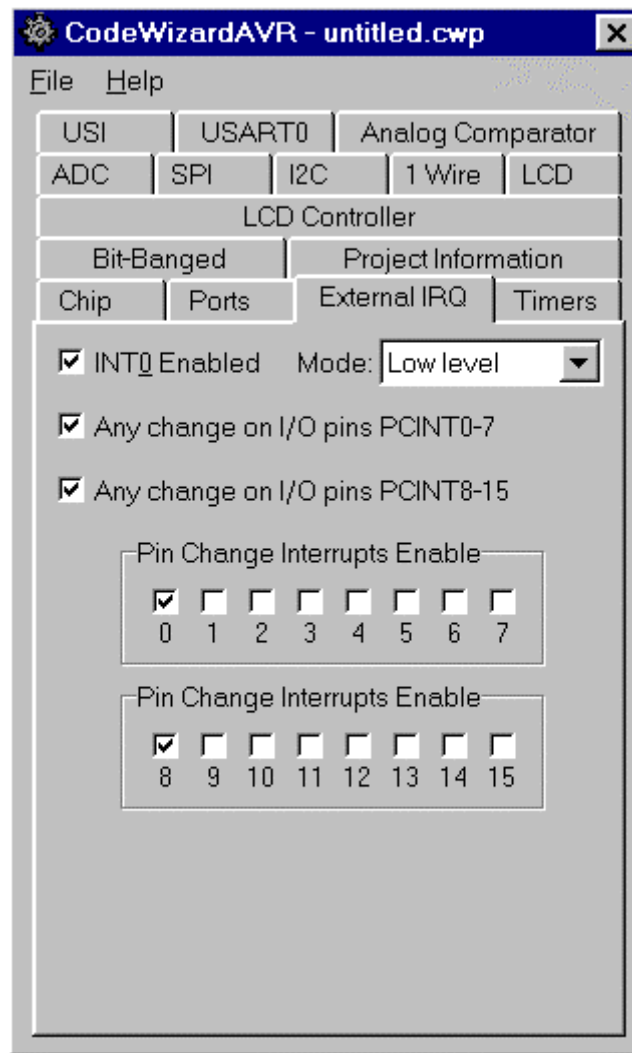 CodeWizardAVR - untitled.cwp
File Help
USI USART0 Analog Comparator
ADC SPI I2C 1 Wire LCD
LCD Controller
Bit-Banged Project Information
Chip Ports External IRQ Timers
INT0 Enabled Mode: Low level
Any change on I/O pins PCINT0-7
Any change on I/O pins PCINT8-15
Pin Change Interrupts Enable
0 1 2 3 4 5 6 7
Pin Change Interrupts Enable
8 9 10 11 12 13 14 15